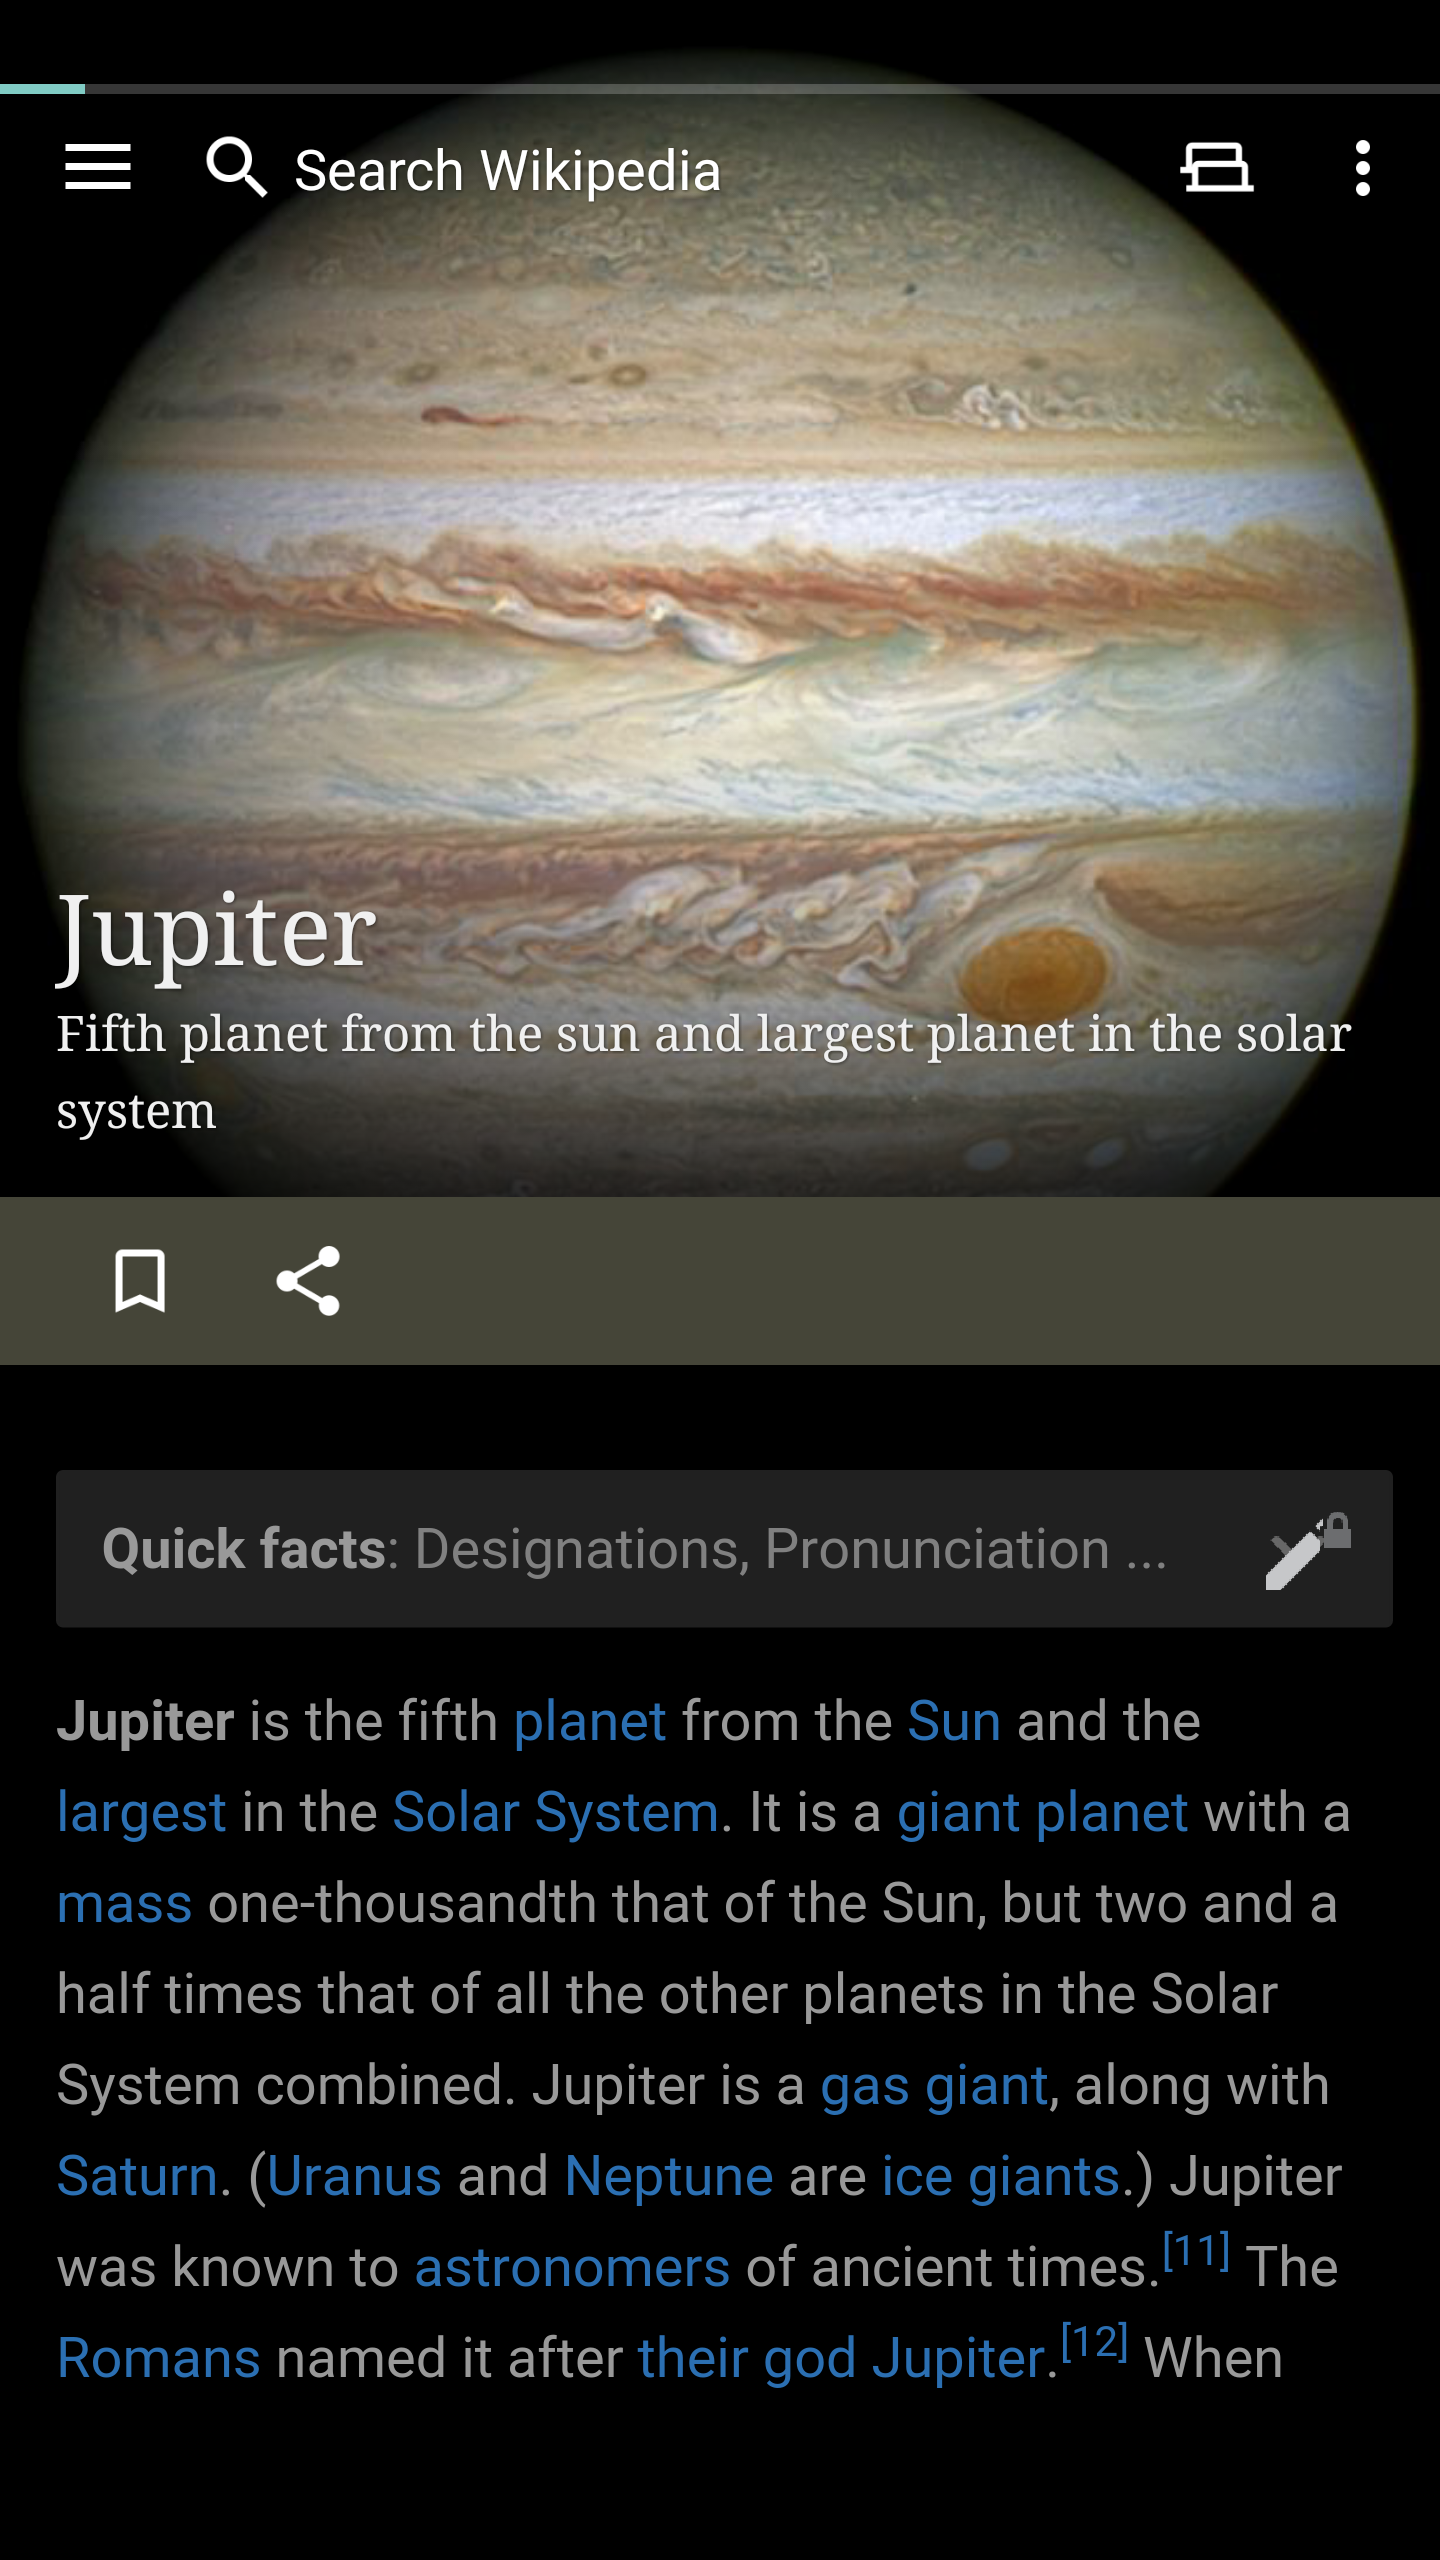 Search Wikipedia
Jupiter
Fifth planet from the sun and largest planet in the solar
system
Quick facts: Designations, Pronunciation ...
Jupiter is the fifth planet from the Sun and the
largest in the Solar System. It is a giant planet with a
mass one-thousandth that of the Sun, but two and a
half times that of all the other planets in the Solar
System combined. Jupiter is a gas giant, along with
Saturn. (Uranus and Neptune are ice giants.) Jupiter
was known to astronomers of ancient times.[11] The
Romans named it after their god Jupiter.[12] When